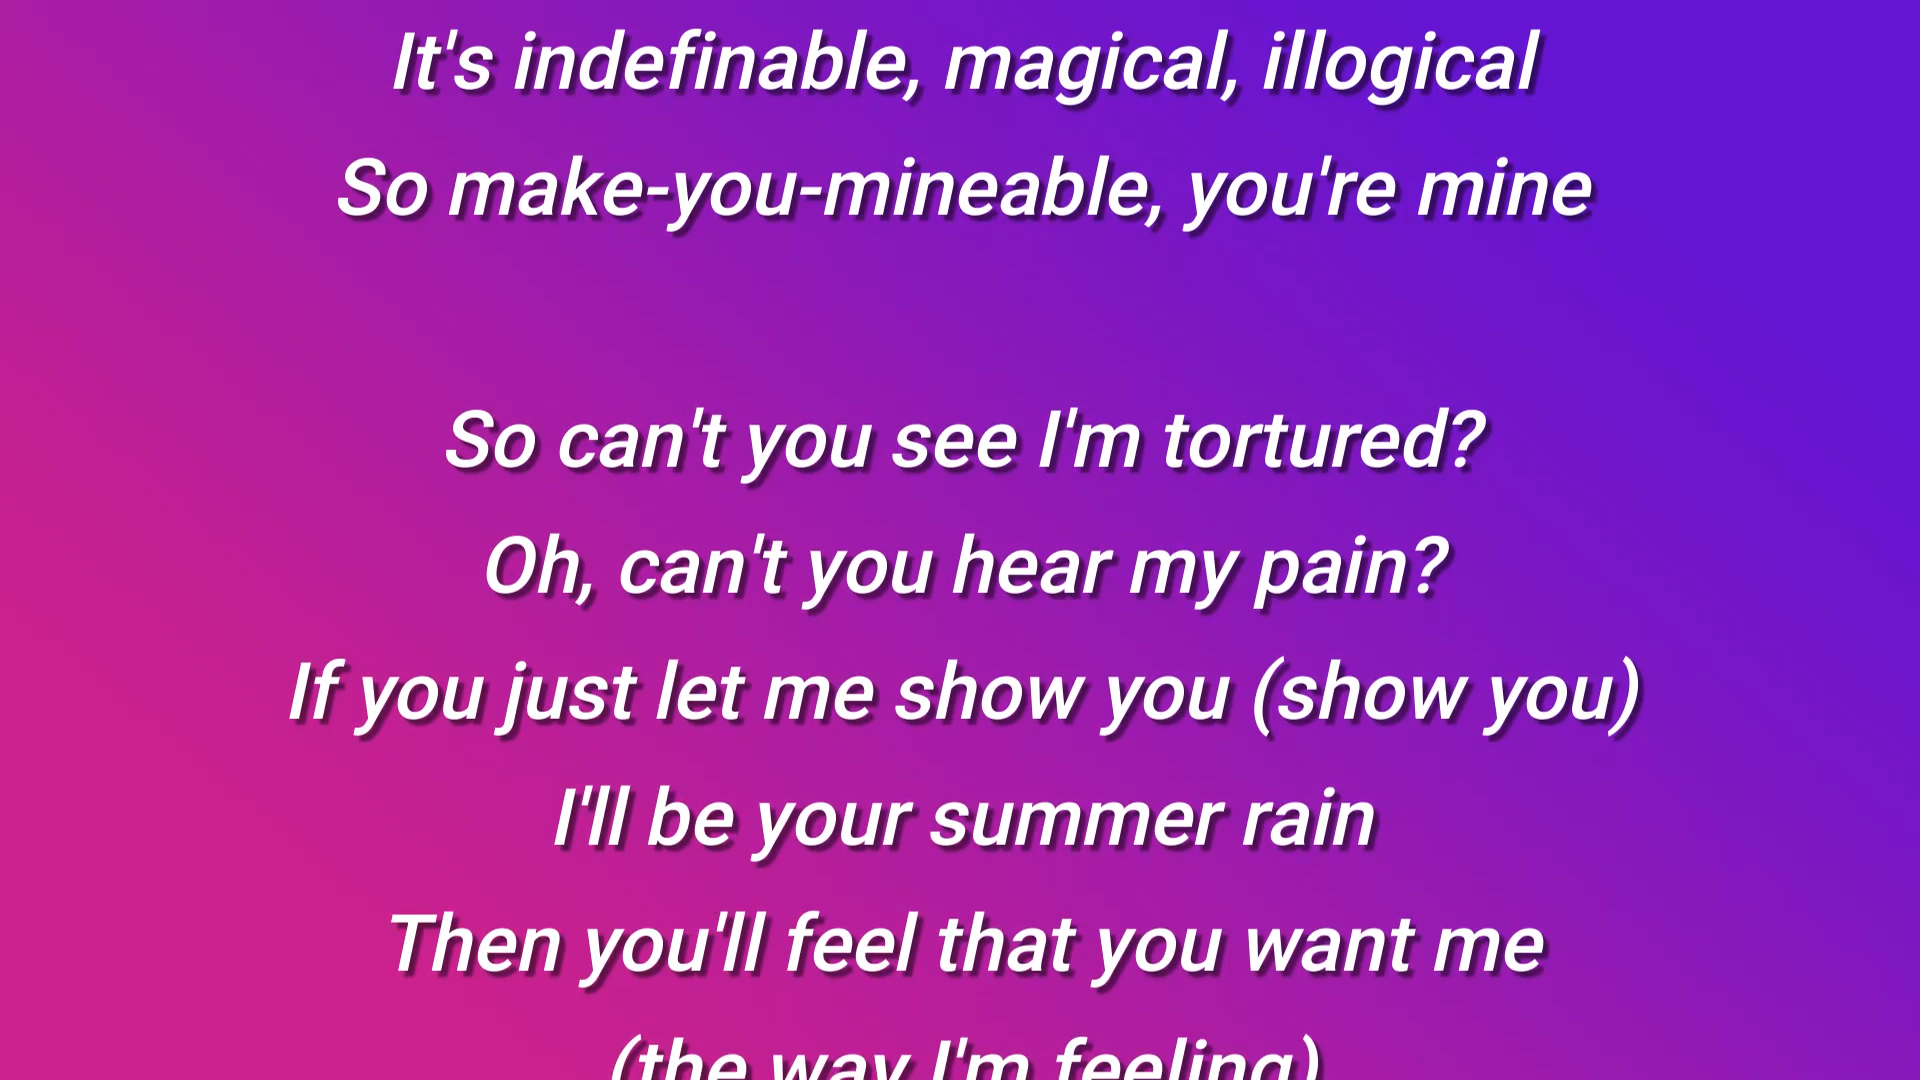 It's indefinable, magical, illogical
So make-you-mineable, you're mine
So can't you see I'm tortured?
Oh, can't you hear my pain?
If you just let me show you (show you)
I'll be your summer rain
Then you'll feel that you want me
(the way I'm feeling)